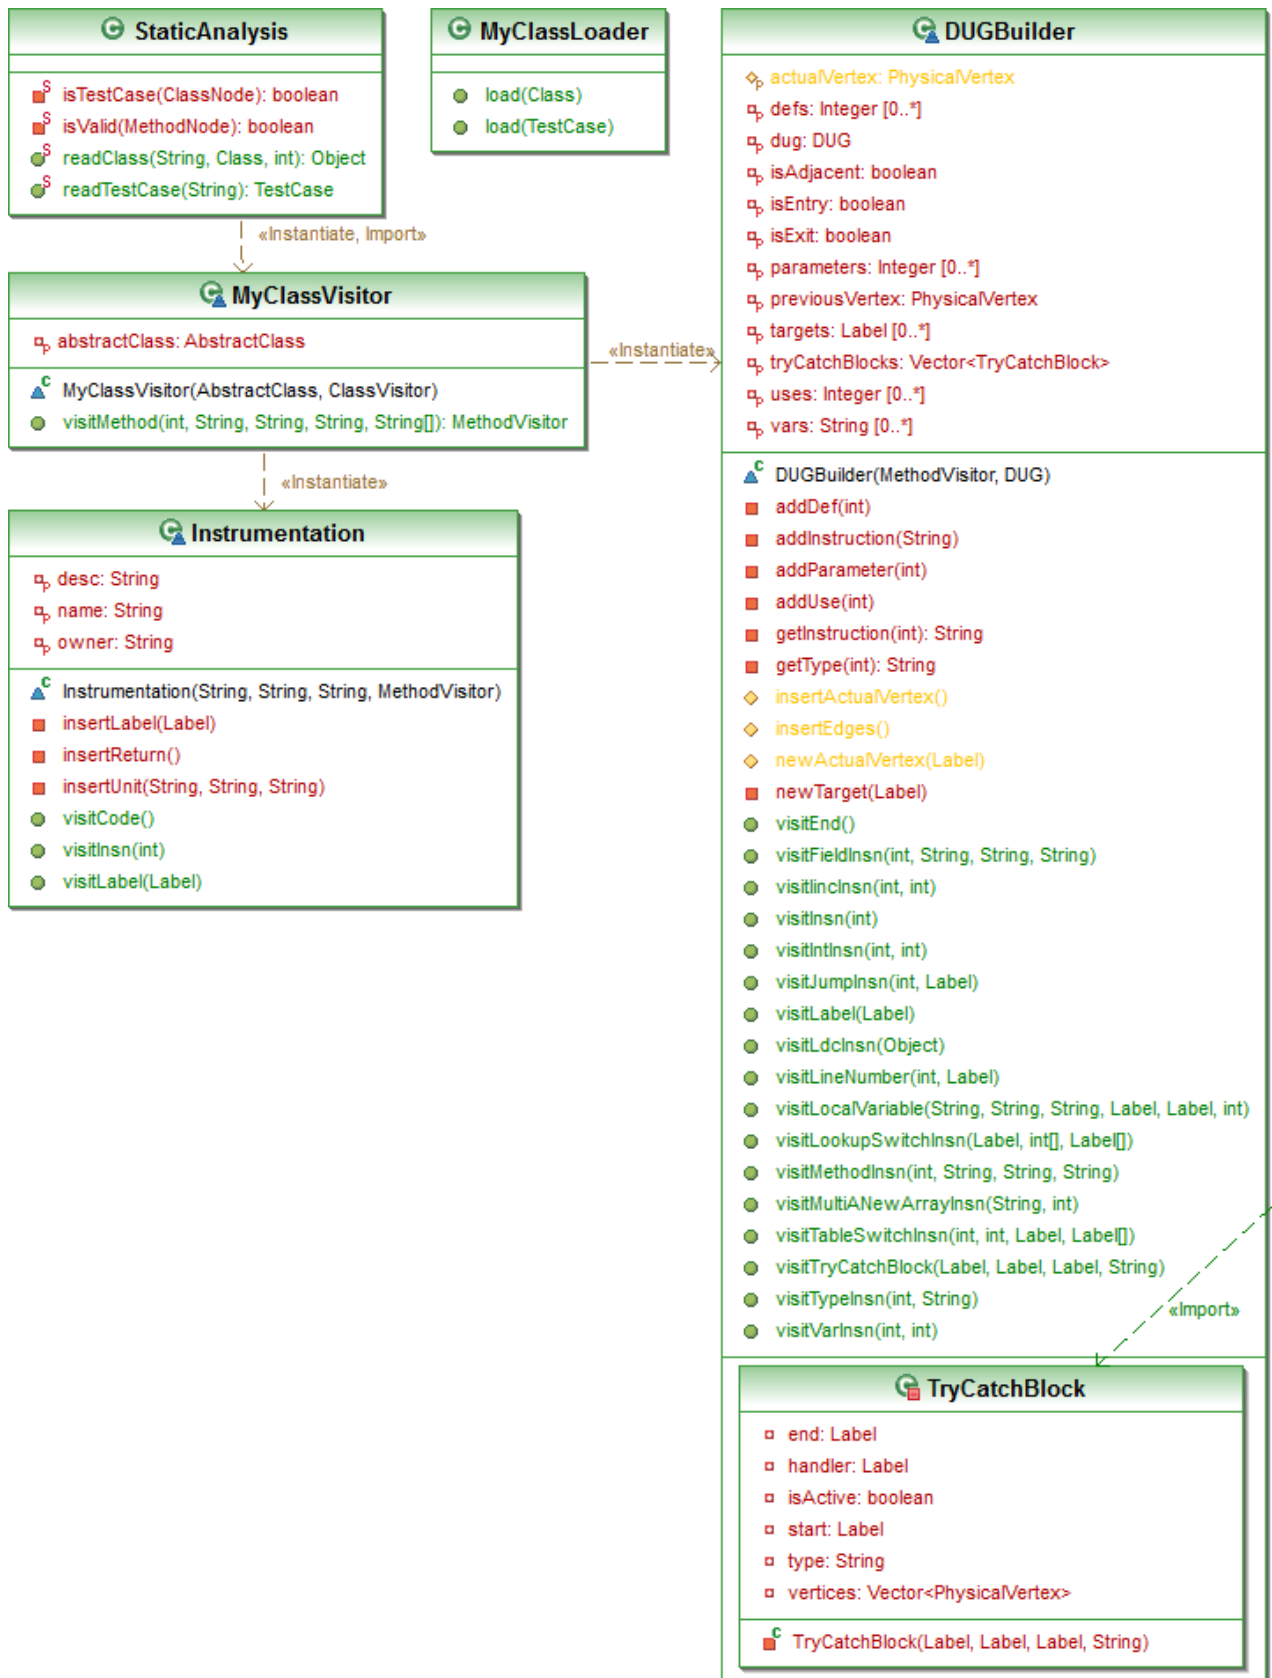 StaticAnalysis
isTestCase(ClassNode): boolean
isValid(MethodNode): boolean
readClass(String, Class, int): Object
readTestCase(String): TestCase
MyClassLoader
load(Class)
load(TestCase)
«Instantiate, Import»
MyClassVisitor
abstractClass: AbstractClass
MyClassVisitor(AbstractClass, ClassVisitor)
visitMethod(int, String, String, String, String[]): MethodVisitor
«Instantiate»
«Instantiate»
Instrumentation
desc: String
name: String
owner: String
Instrumentation(String, String, String, MethodVisitor)
insertLabel(Label)
insertReturn()
insertUnit(String, String, String)
visitCode()
visitInsn(int)
visitLabel(Label)
DUGBuilder
actualVertex: PhysicalVertex
defs: Integer [0..*]
dug: DUG
isAdjacent: boolean
isEntry: boolean
isExit: boolean
parameters: Integer [0..*]
previousVertex: PhysicalVertex
targets: Label [0..*]
tryCatchBlocks: Vector<TryCatchBlock>
uses: Integer [0..*]
vars: String [0..*]
DUGBuilder(MethodVisitor, DUG)
addDef(int)
addInstruction(String)
addParameter(int)
addUse(int)
getInstruction(int): String
getType(int): String
insertActualVertex()
insertEdges()
newActualVertex(Label)
newTarget(Label)
visitEnd()
visitFieldInsn(int, String, String, String)
visitIincInsn(int, int)
visitInsn(int)
visitIntInsn(int, int)
visitJumpInsn(int, Label)
visitLabel(Label)
visitLdcInsn(Object)
visitLineNumber(int, Label)
visitLocalVariable(String, String, String, Label, Label, int)
visitLookupSwitchInsn(Label, int[], Label[])
visitMethodInsn(int, String, String, String)
visitMultiANewArrayInsn(String, int)
visitTableSwitchInsn(int, int, Label, Label[])
visitTryCatchBlock(Label, Label, Label, String)
visitTypeInsn(int, String)
visitVarInsn(int, int)
«Import»
TryCatchBlock
end: Label
handler: Label
isActive: boolean
start: Label
type: String
vertices: Vector<PhysicalVertex>
TryCatchBlock(Label, Label, Label, String)